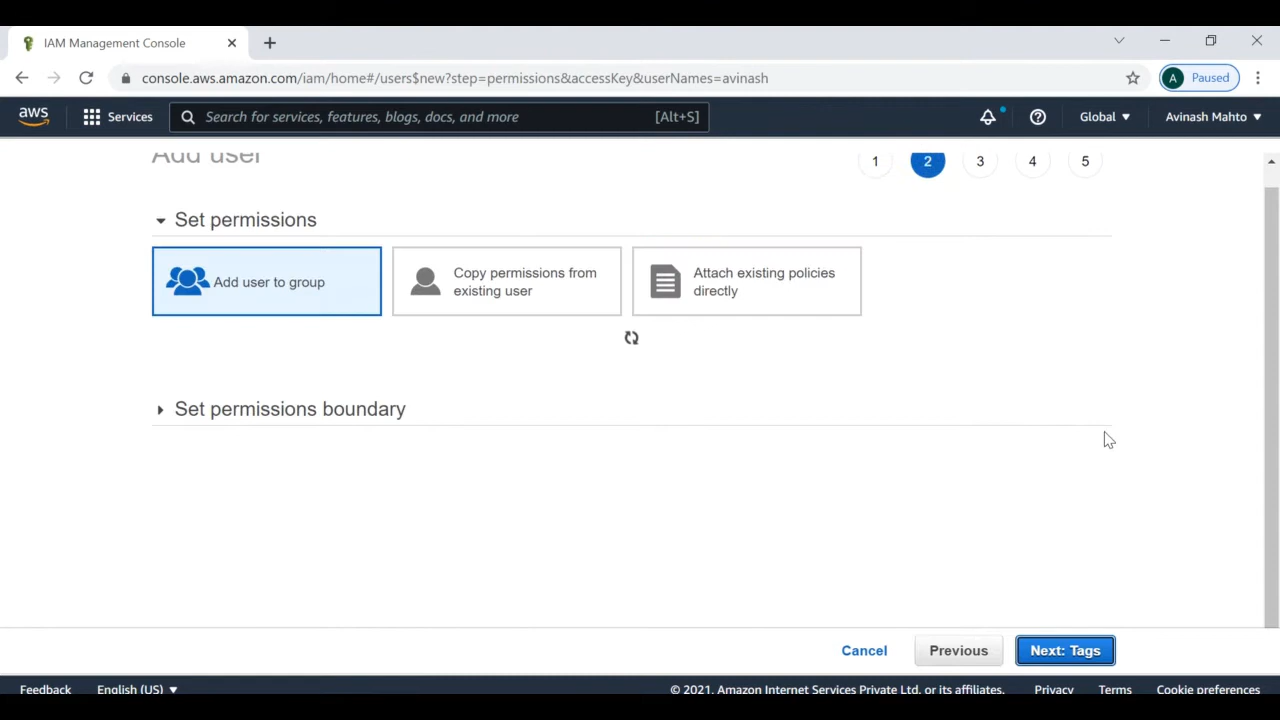 IAM Management Console
console.aws.amazon.com/iam/home#/users$new?step=permissions&accessKey&userNames=avinash
A Paused
aws Services Search for services, features, blogs, docs, and more [Alt+S] Global Avinash Mahto
Add user 1 2 3 4 5
Set permissions
Add user to group
Copy permissions from
existing user
Attach existing policies
directly
Set permissions boundary
Cancel Previous Next: Tags
Feedback English (US) © 2021, Amazon Internet Services Private Ltd. or its affiliates. Privacy Terms Cookie preferences